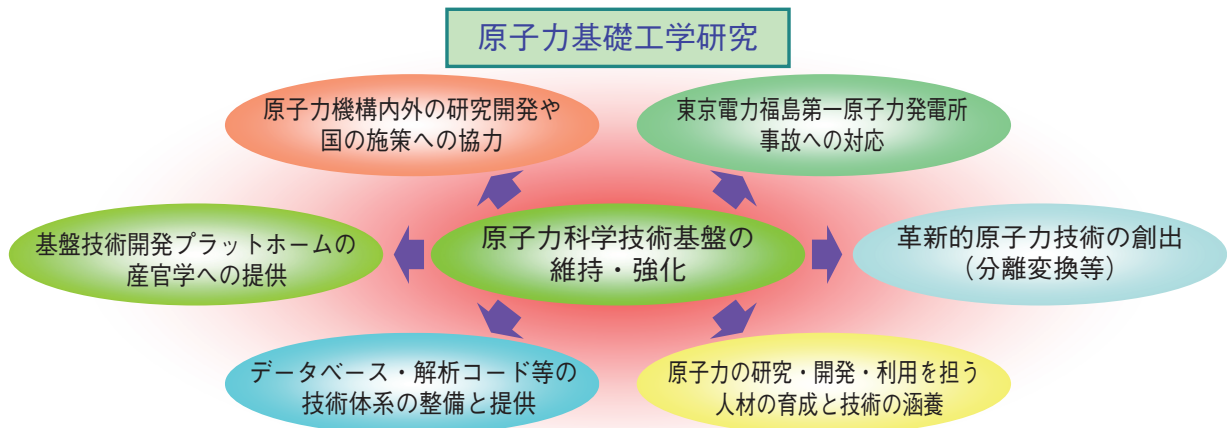 原子力基礎工学研究
原子力機構内外の研究開発や
国の施策への協力
東京電力福島第一原子力発電所
事故への対応
基盤技術開発プラットホームの
産官学への提供
原子力科学技術基盤の
維持・強化
革新的原子力技術の創出
（分離変換等）
データベース・解析コード等の
技術体系の整備と提供
原子力の研究・開発・利用を担う
人材の育成と技術の涵養